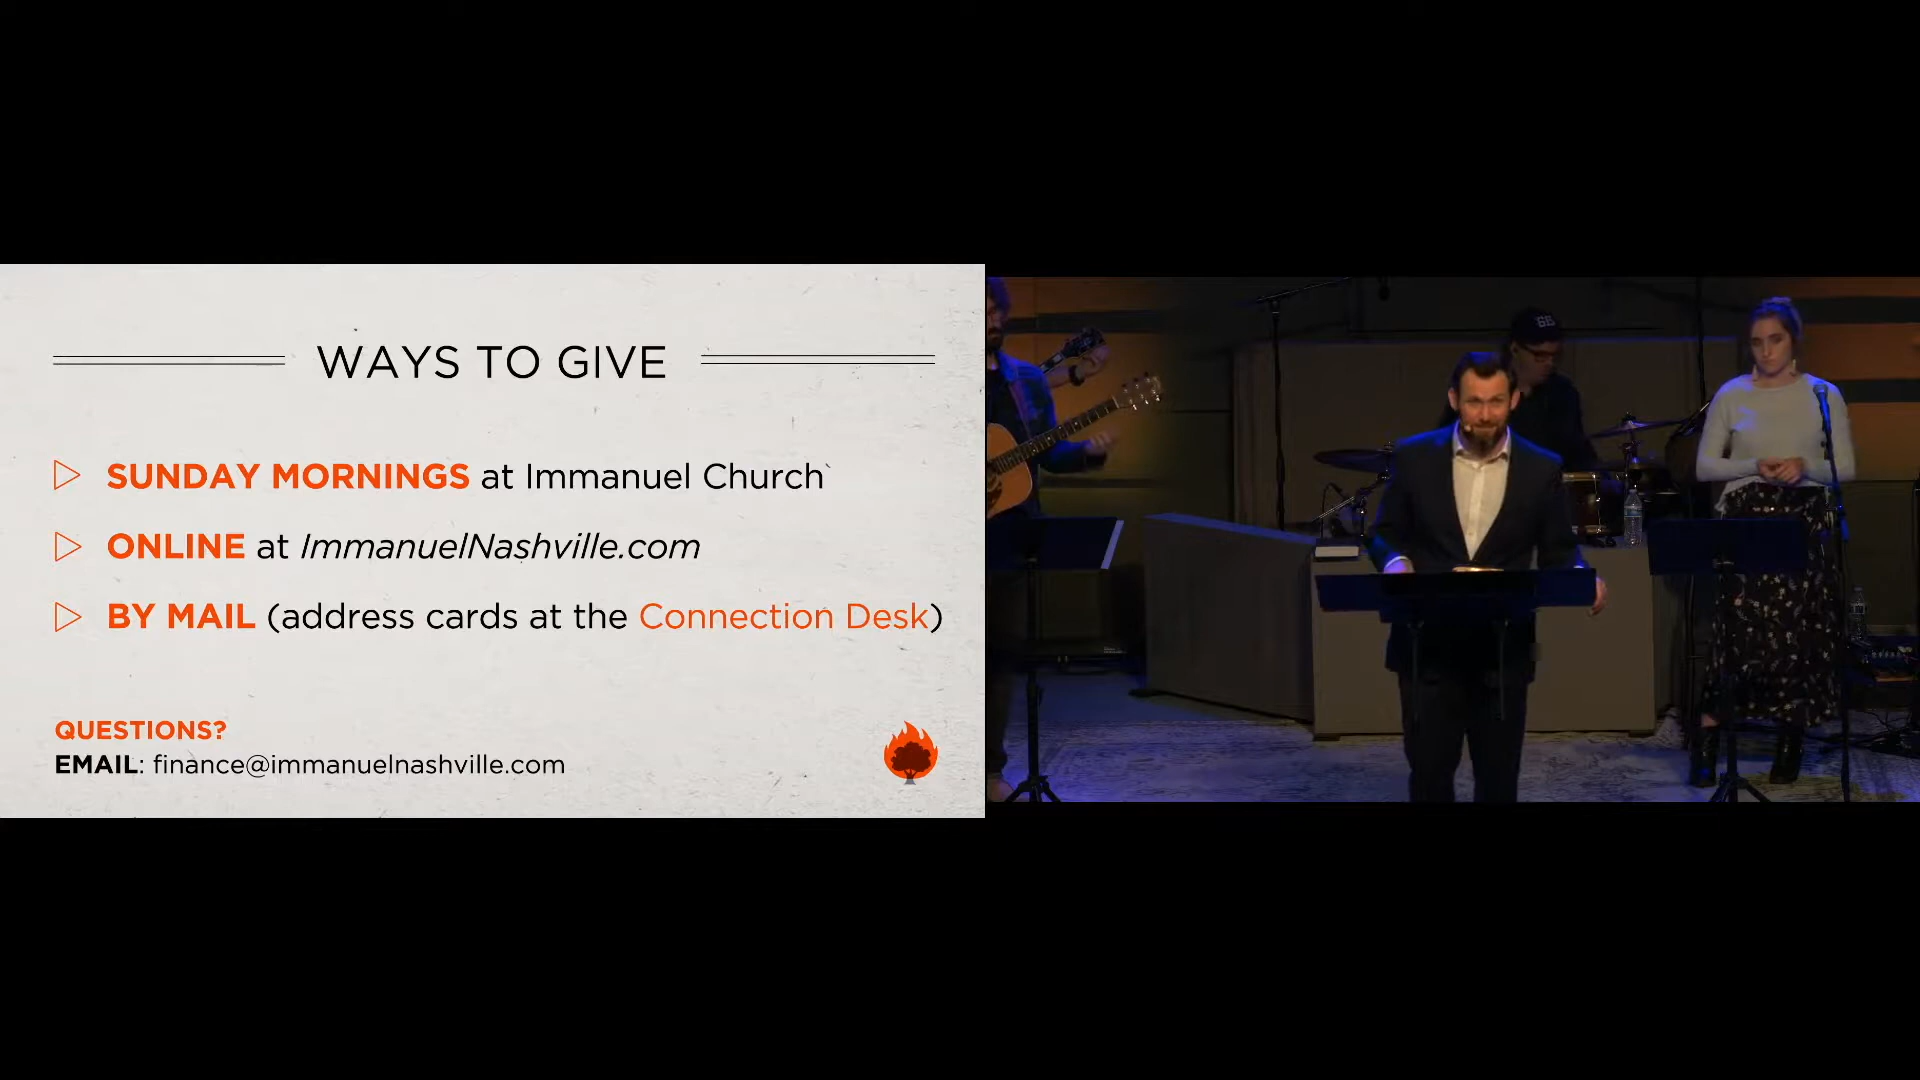 WAYS TO GIVE
SUNDAY MORNINGS at Immanuel Church
ONLINE at ImmanuelNashville.com
BY MAIL (address cards at the Connection Desk)
QUESTIONS?
EMAIL: finance@immanuelnashville.com